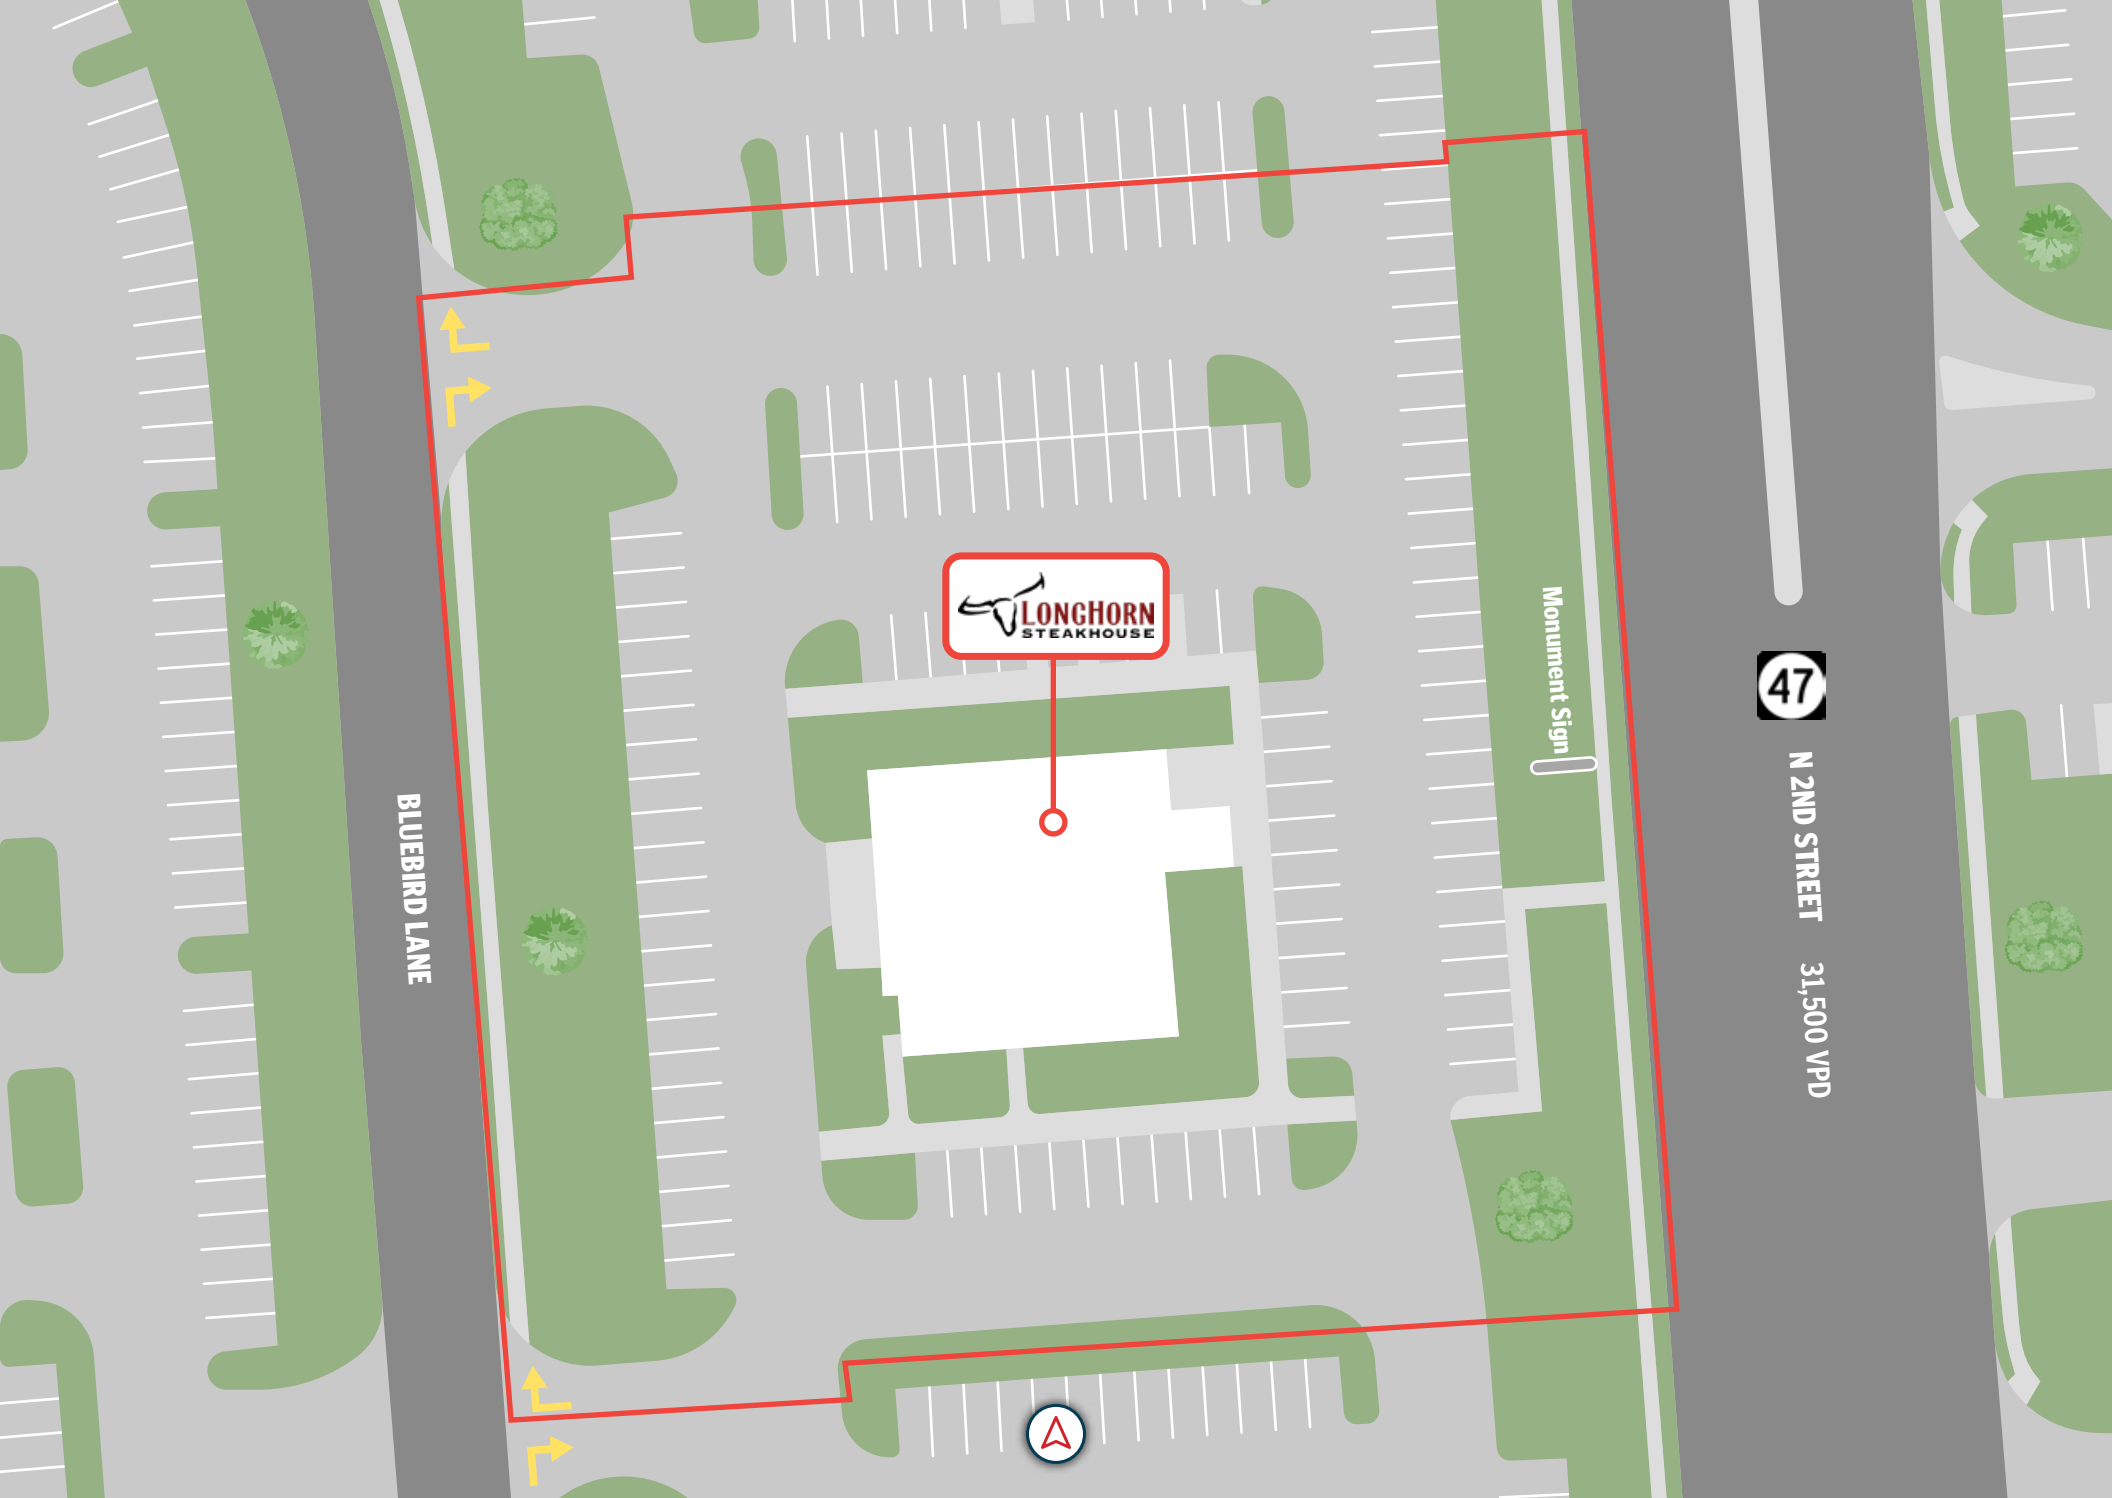 LONGHORN
STEAKHOUSE
Monument Sign
47
N 2ND STREET 31,500 VPD
BLUEBIRD LANE